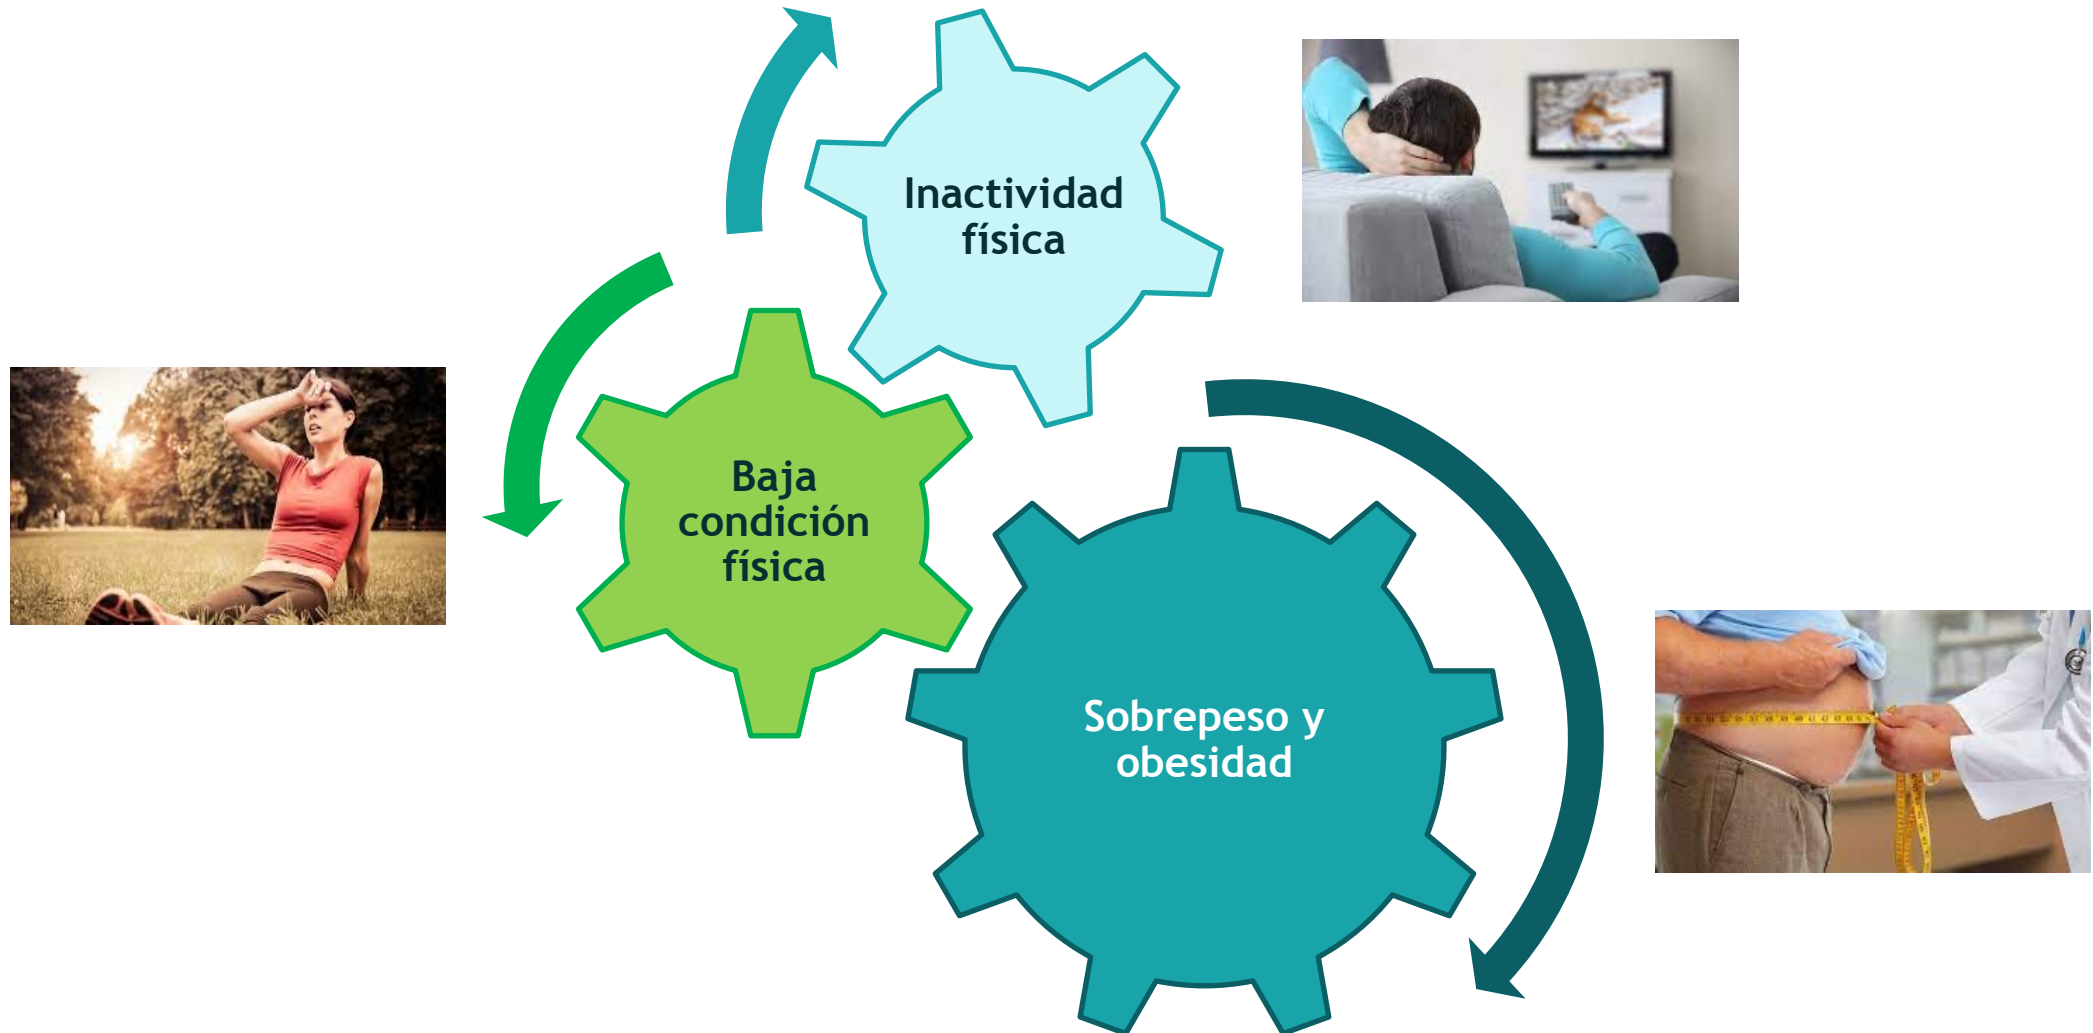 Inactividad
física
Baja
condición
física
Sobrepeso y
obesidad